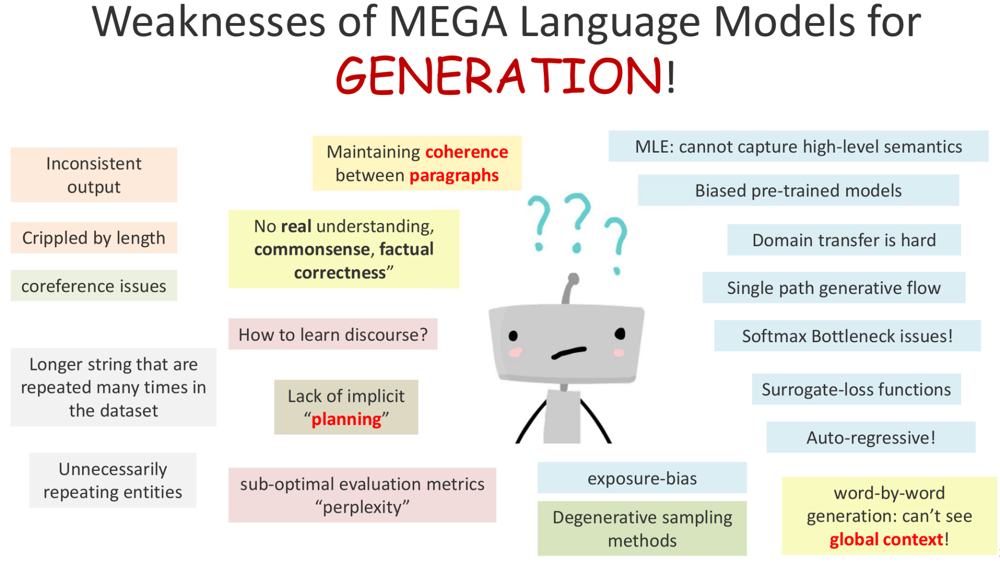 Weaknesses of MEGA Language Models for
GENERATION!
Inconsistent
output
Crippled by length
coreference issues
Longer string that are
repeated many times in
the dataset
Unnecessarily
repeating entities
Maintaining coherence
between paragraphs
No real understanding,
commonsense, factual
correctness”
How to learn discourse?
Lack of implicit
“planning”
sub-optimal evaluation metrics
“perplexity”
???
MLE: cannot capture high-level semantics
Biased pre-trained models
Domain transfer is hard
Single path generative flow
Softmax Bottleneck issues!
Surrogate-loss functions
Auto-regressive!
exposure-bias
Degenerative sampling
methods
word-by-word
generation: can’t see
global context!